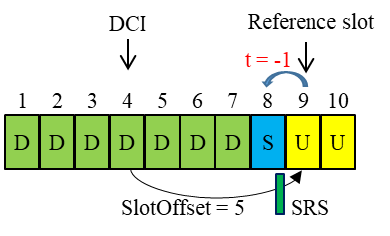 DCI Reference slot
t = -1
1 2 3 4 5 6 7 8 9 10
D D D D D D D S U U
SlotOffset = 5 SRS